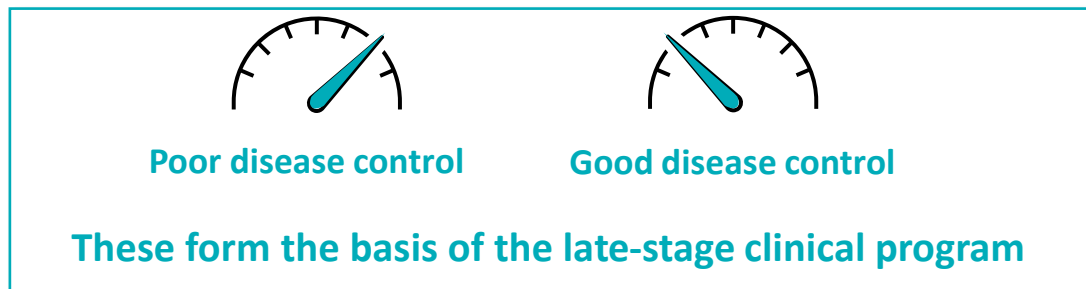 Poor disease control
Good disease control
These form the basis of the late-stage clinical program